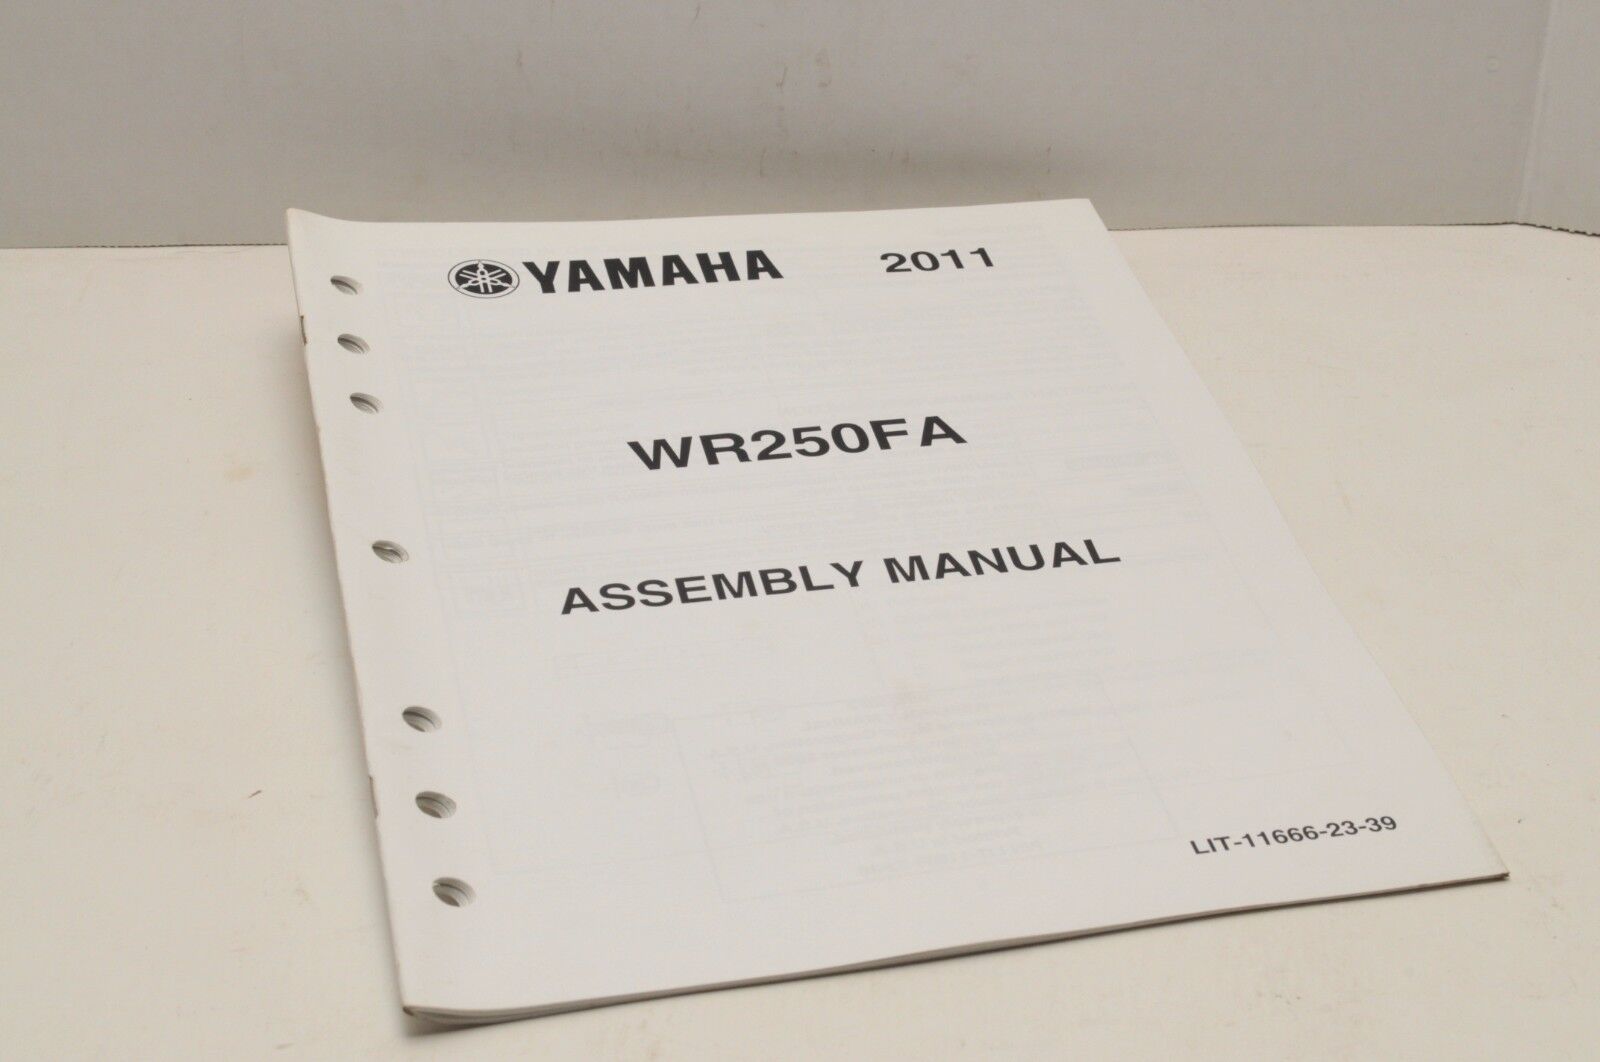 YAMAHA 2011
WR250FA
ASSEMBLY MANUAL
LIT-11666-23-39